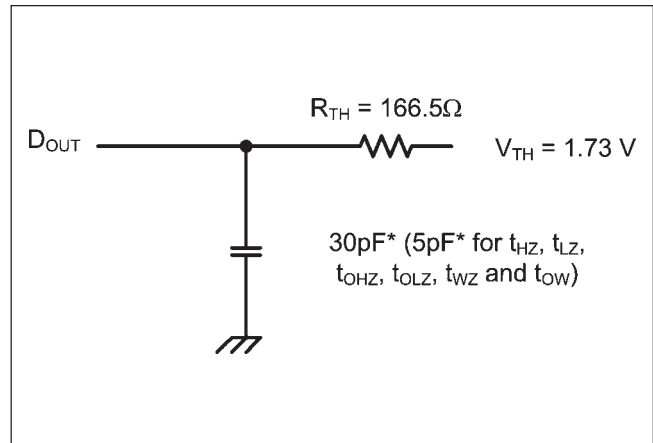 R_TH = 166.5Ω
D_OUT
V_TH = 1.73 V
30pF* (5pF* for t_HZ, t_LZ,
t_OHZ, t_OLZ, t_WZ and t_OW)